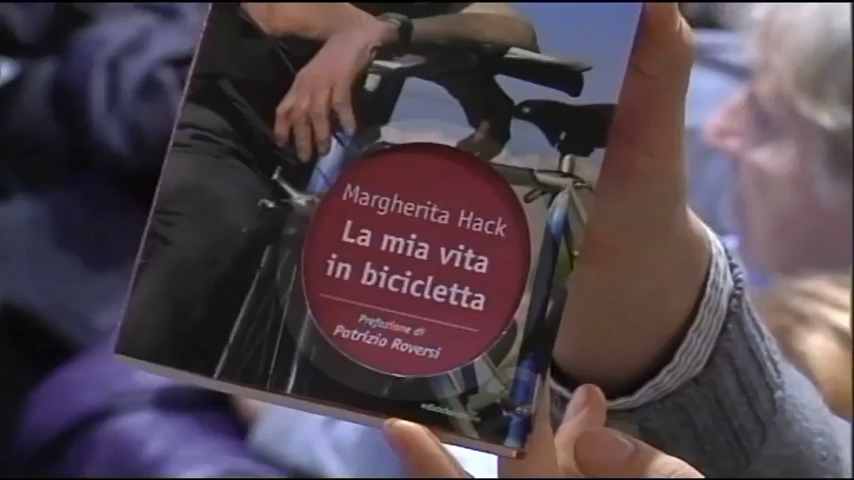 Margherita Hack
La mia vita
in bicicletta
Prefazione di
Patrizio Roversi